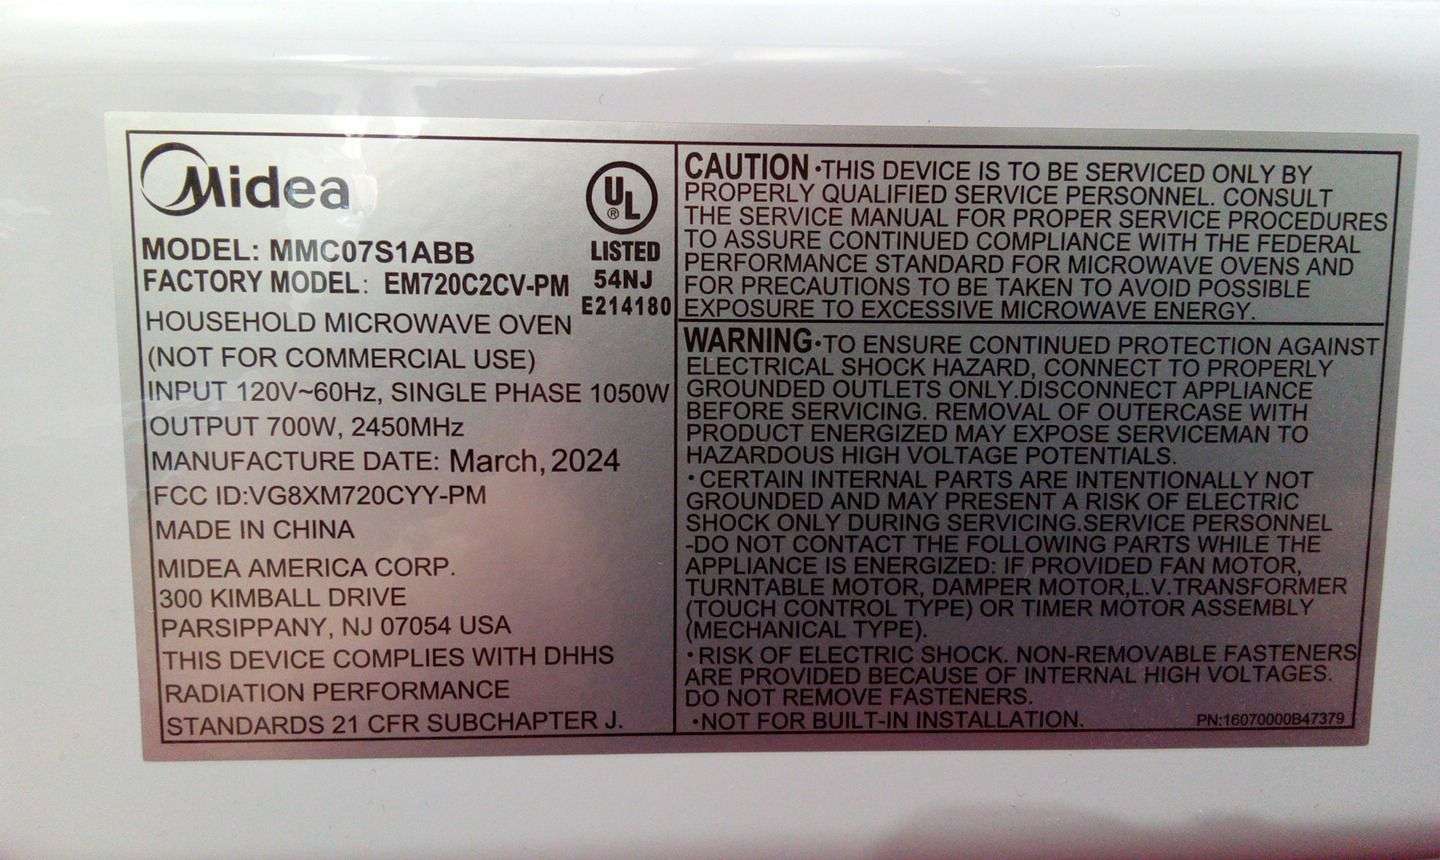 Midea
MODEL: MMC07S1ABB
FACTORY MODEL: EM720C2CV-PM
UL
®
LISTED
54NJ
E214180
HOUSEHOLD MICROWAVE OVEN
(NOT FOR COMMERCIAL USE)
INPUT 120V~60Hz, SINGLE PHASE 1050W
OUTPUT 700W, 2450MHz
MANUFACTURE DATE: March, 2024
FCC ID:VG8XM720CYY-PM
MADE IN CHINA
MIDEA AMERICA CORP.
300 KIMBALL DRIVE
PARSIPPANY, NJ 07054 USA
THIS DEVICE COMPLIES WITH DHHS
RADIATION PERFORMANCE
STANDARDS 21 CFR SUBCHAPTER J.
CAUTION •THIS DEVICE IS TO BE SERVICED ONLY BY
PROPERLY QUALIFIED SERVICE PERSONNEL. CONSULT
THE SERVICE MANUAL FOR PROPER SERVICE PROCEDURES
TO ASSURE CONTINUED COMPLIANCE WITH THE FEDERAL
PERFORMANCE STANDARD FOR MICROWAVE OVENS AND
FOR PRECAUTIONS TO BE TAKEN TO AVOID POSSIBLE
EXPOSURE TO EXCESSIVE MICROWAVE ENERGY.
WARNING •TO ENSURE CONTINUED PROTECTION AGAINST
ELECTRICAL SHOCK HAZARD, CONNECT TO PROPERLY
GROUNDED OUTLETS ONLY.DISCONNECT APPLIANCE
BEFORE SERVICING. REMOVAL OF OUTERCASE WITH
PRODUCT ENERGIZED MAY EXPOSE SERVICEMAN TO
HAZARDOUS HIGH VOLTAGE POTENTIALS.
•CERTAIN INTERNAL PARTS ARE INTENTIONALLY NOT
GROUNDED AND MAY PRESENT A RISK OF ELECTRIC
SHOCK ONLY DURING SERVICING.SERVICE PERSONNEL
-DO NOT CONTACT THE FOLLOWING PARTS WHILE THE
APPLIANCE IS ENERGIZED: IF PROVIDED FAN MOTOR,
TURNTABLE MOTOR, DAMPER MOTOR,L.V.TRANSFORMER
(TOUCH CONTROL TYPE) OR TIMER MOTOR ASSEMBLY
(MECHANICAL TYPE).
•RISK OF ELECTRIC SHOCK. NON-REMOVABLE FASTENERS
ARE PROVIDED BECAUSE OF INTERNAL HIGH VOLTAGES.
DO NOT REMOVE FASTENERS.
•NOT FOR BUILT-IN INSTALLATION.
PN:16070000B47379